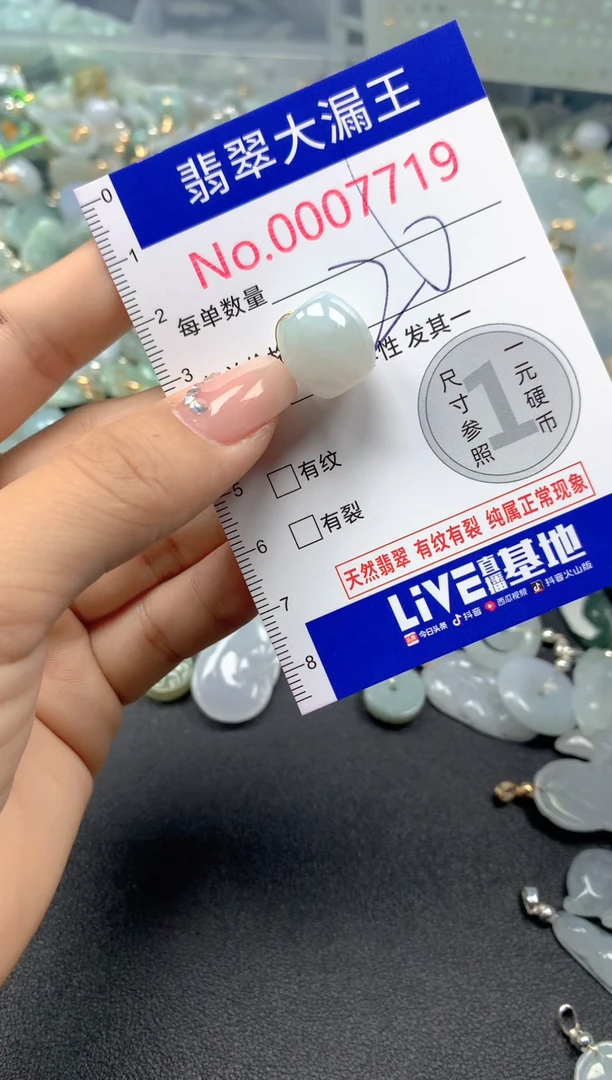 翡翠大漏王
No.0007719
每单数量
20
性 发其一
有纹
有裂
尺寸参照
1
一元硬币
天然翡翠 有纹有裂 纯属正常现象
LiVE直播基地
今日头条 抖音 西瓜视频 抖音火山版
0
1
2
3
5
6
7
8